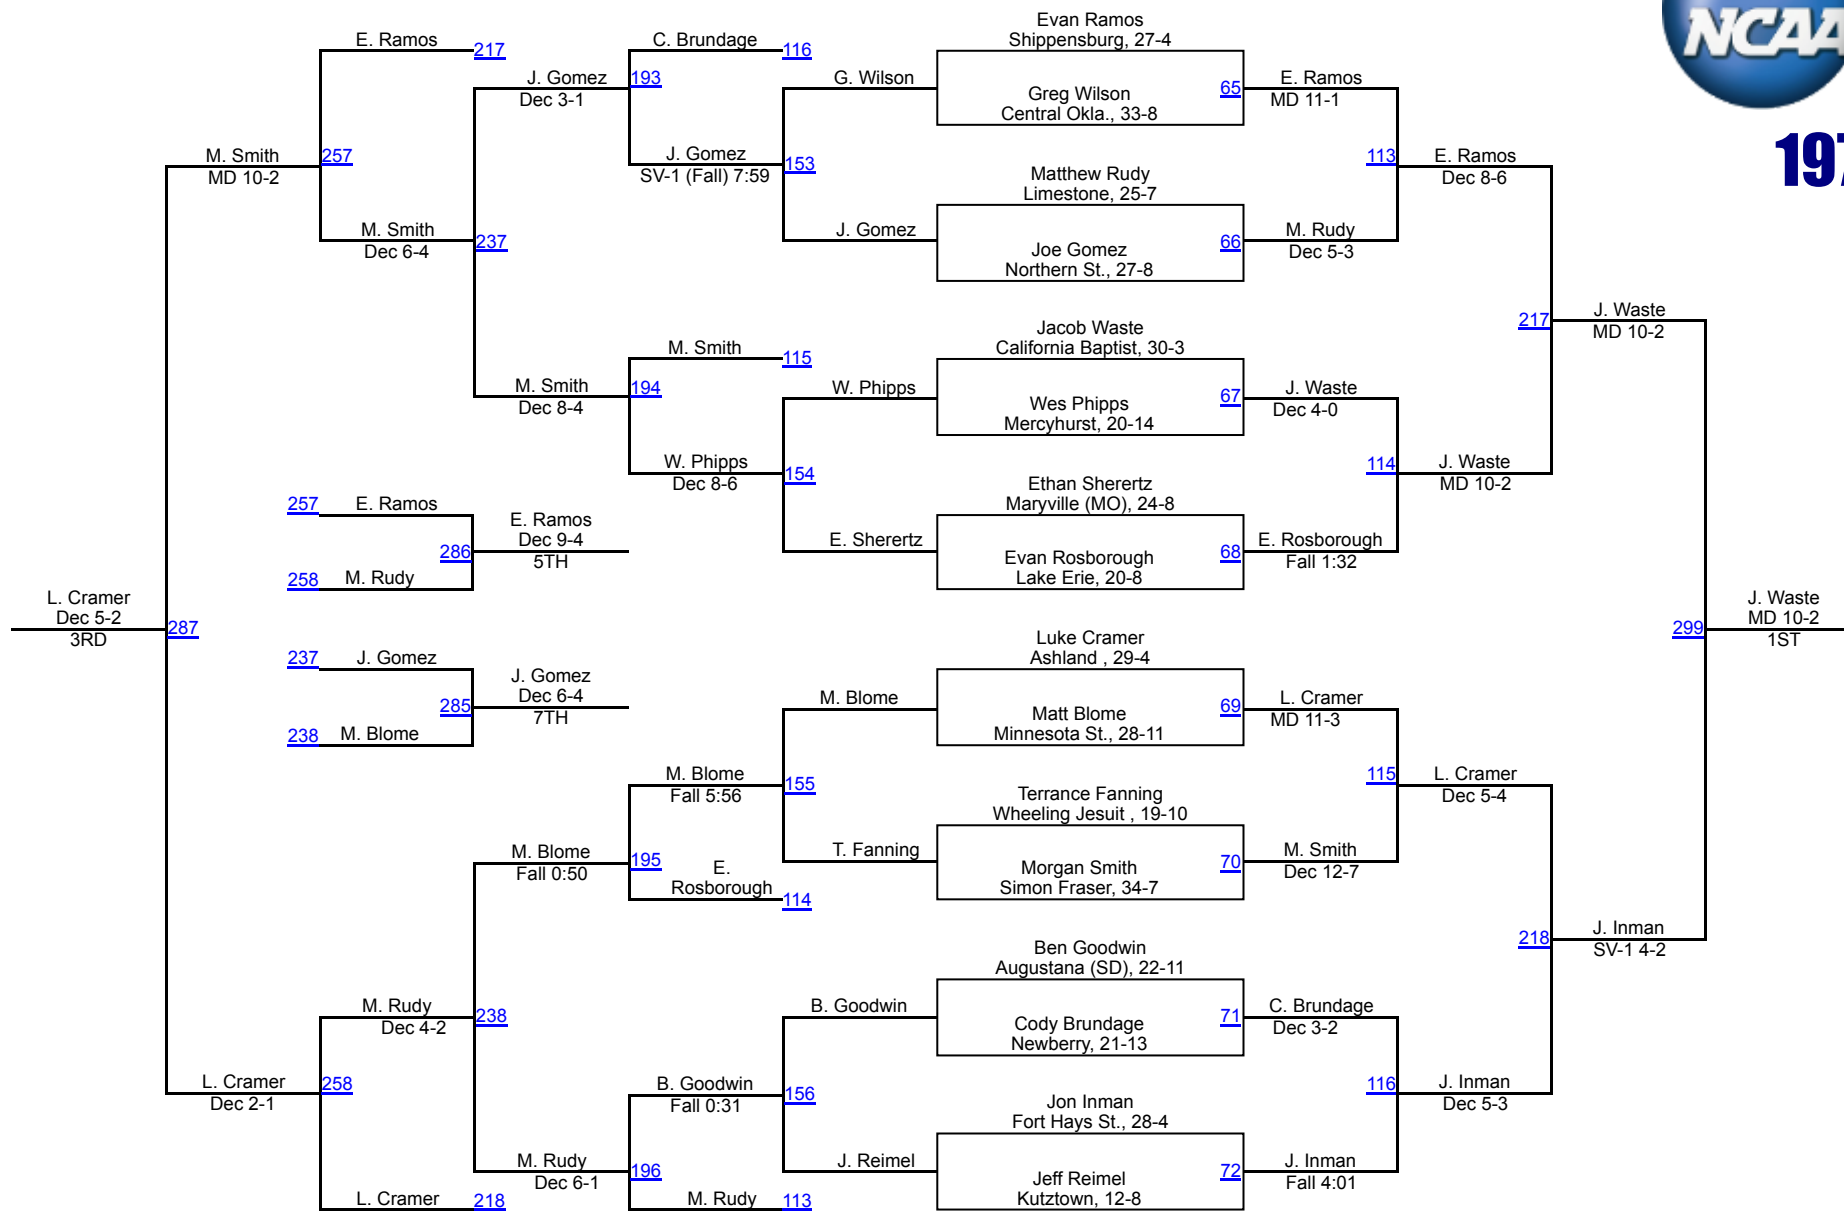 NCAA
197
Evan Ramos
Shippensburg, 27-4
Greg Wilson
Central Okla., 33-8
65
Matthew Rudy
Limestone, 25-7
Joe Gomez
Northern St., 27-8
66
Jacob Waste
California Baptist, 30-3
Wes Phipps
Mercyhurst, 20-14
67
Ethan Sherertz
Maryville (MO), 24-8
Evan Rosborough
Lake Erie, 20-8
68
Luke Cramer
Ashland , 29-4
Matt Blome
Minnesota St., 28-11
69
Terrance Fanning
Wheeling Jesuit , 19-10
Morgan Smith
Simon Fraser, 34-7
70
Ben Goodwin
Augustana (SD), 22-11
Cody Brundage
Newberry, 21-13
71
Jon Inman
Fort Hays St., 28-4
Jeff Reimel
Kutztown, 12-8
72
E. Ramos
MD 11-1
113
M. Rudy
Dec 5-3
J. Waste
Dec 4-0
114
E. Rosborough
Fall 1:32
L. Cramer
MD 11-3
115
M. Smith
Dec 12-7
C. Brundage
Dec 3-2
116
J. Inman
Fall 4:01
E. Ramos
Dec 8-6
217
J. Waste
MD 10-2
L. Cramer
Dec 5-4
218
J. Inman
Dec 5-3
J. Waste
MD 10-2
299
J. Inman
SV-1 4-2
J. Waste
MD 10-2
1ST
G. Wilson
153
J. Gomez
W. Phipps
154
E. Sherertz
M. Blome
155
T. Fanning
B. Goodwin
156
J. Reimel
C. Brundage
116
193
J. Gomez
SV-1 (Fall) 7:59
M. Smith
115
194
W. Phipps
Dec 8-6
M. Blome
Fall 5:56
195
E.
Rosborough
114
B. Goodwin
Fall 0:31
196
M. Rudy
113
J. Gomez
Dec 3-1
237
M. Smith
Dec 8-4
M. Blome
Fall 0:50
238
M. Rudy
Dec 6-1
E. Ramos
217
257
M. Smith
Dec 6-4
M. Rudy
Dec 4-2
258
L. Cramer
218
M. Smith
MD 10-2
287
L. Cramer
Dec 2-1
L. Cramer
Dec 5-2
3RD
257
E. Ramos
286
258
M. Rudy
E. Ramos
Dec 9-4
5TH
237
J. Gomez
285
238
M. Blome
J. Gomez
Dec 6-4
7TH